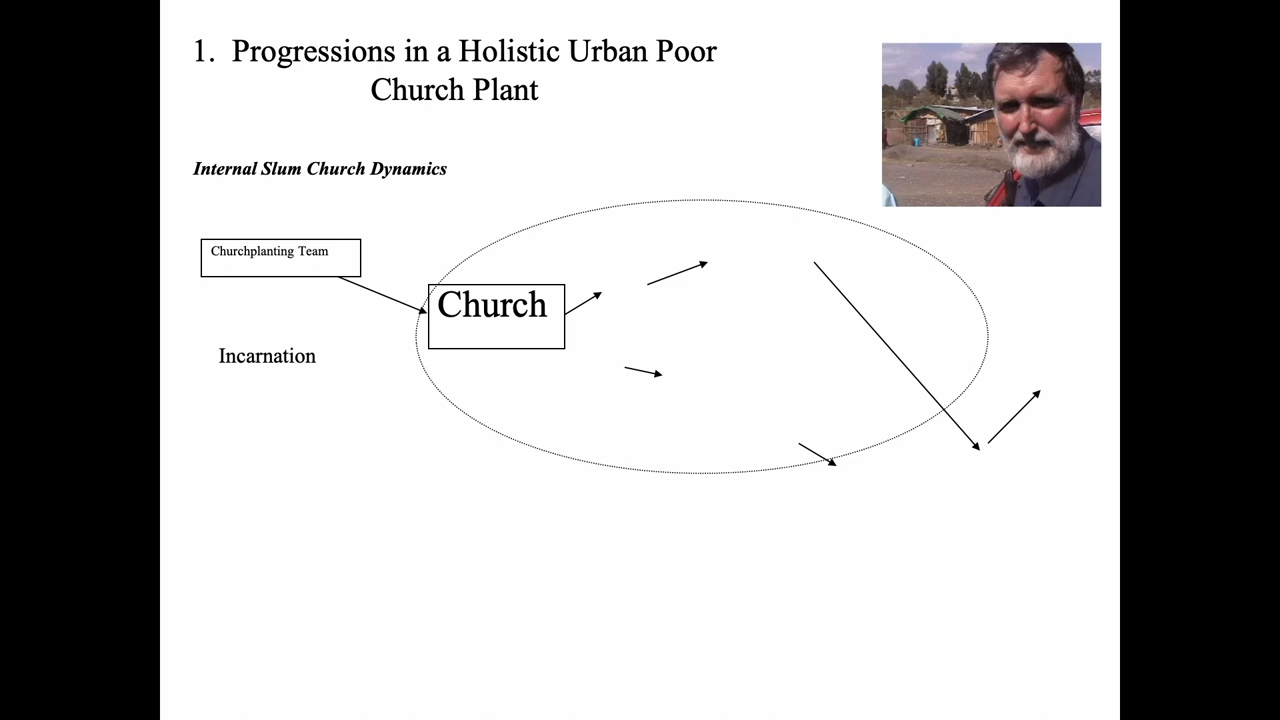 1. Progressions in a Holistic Urban Poor
Church Plant
Internal Slum Church Dynamics
Churchplanting Team
Church
Incarnation